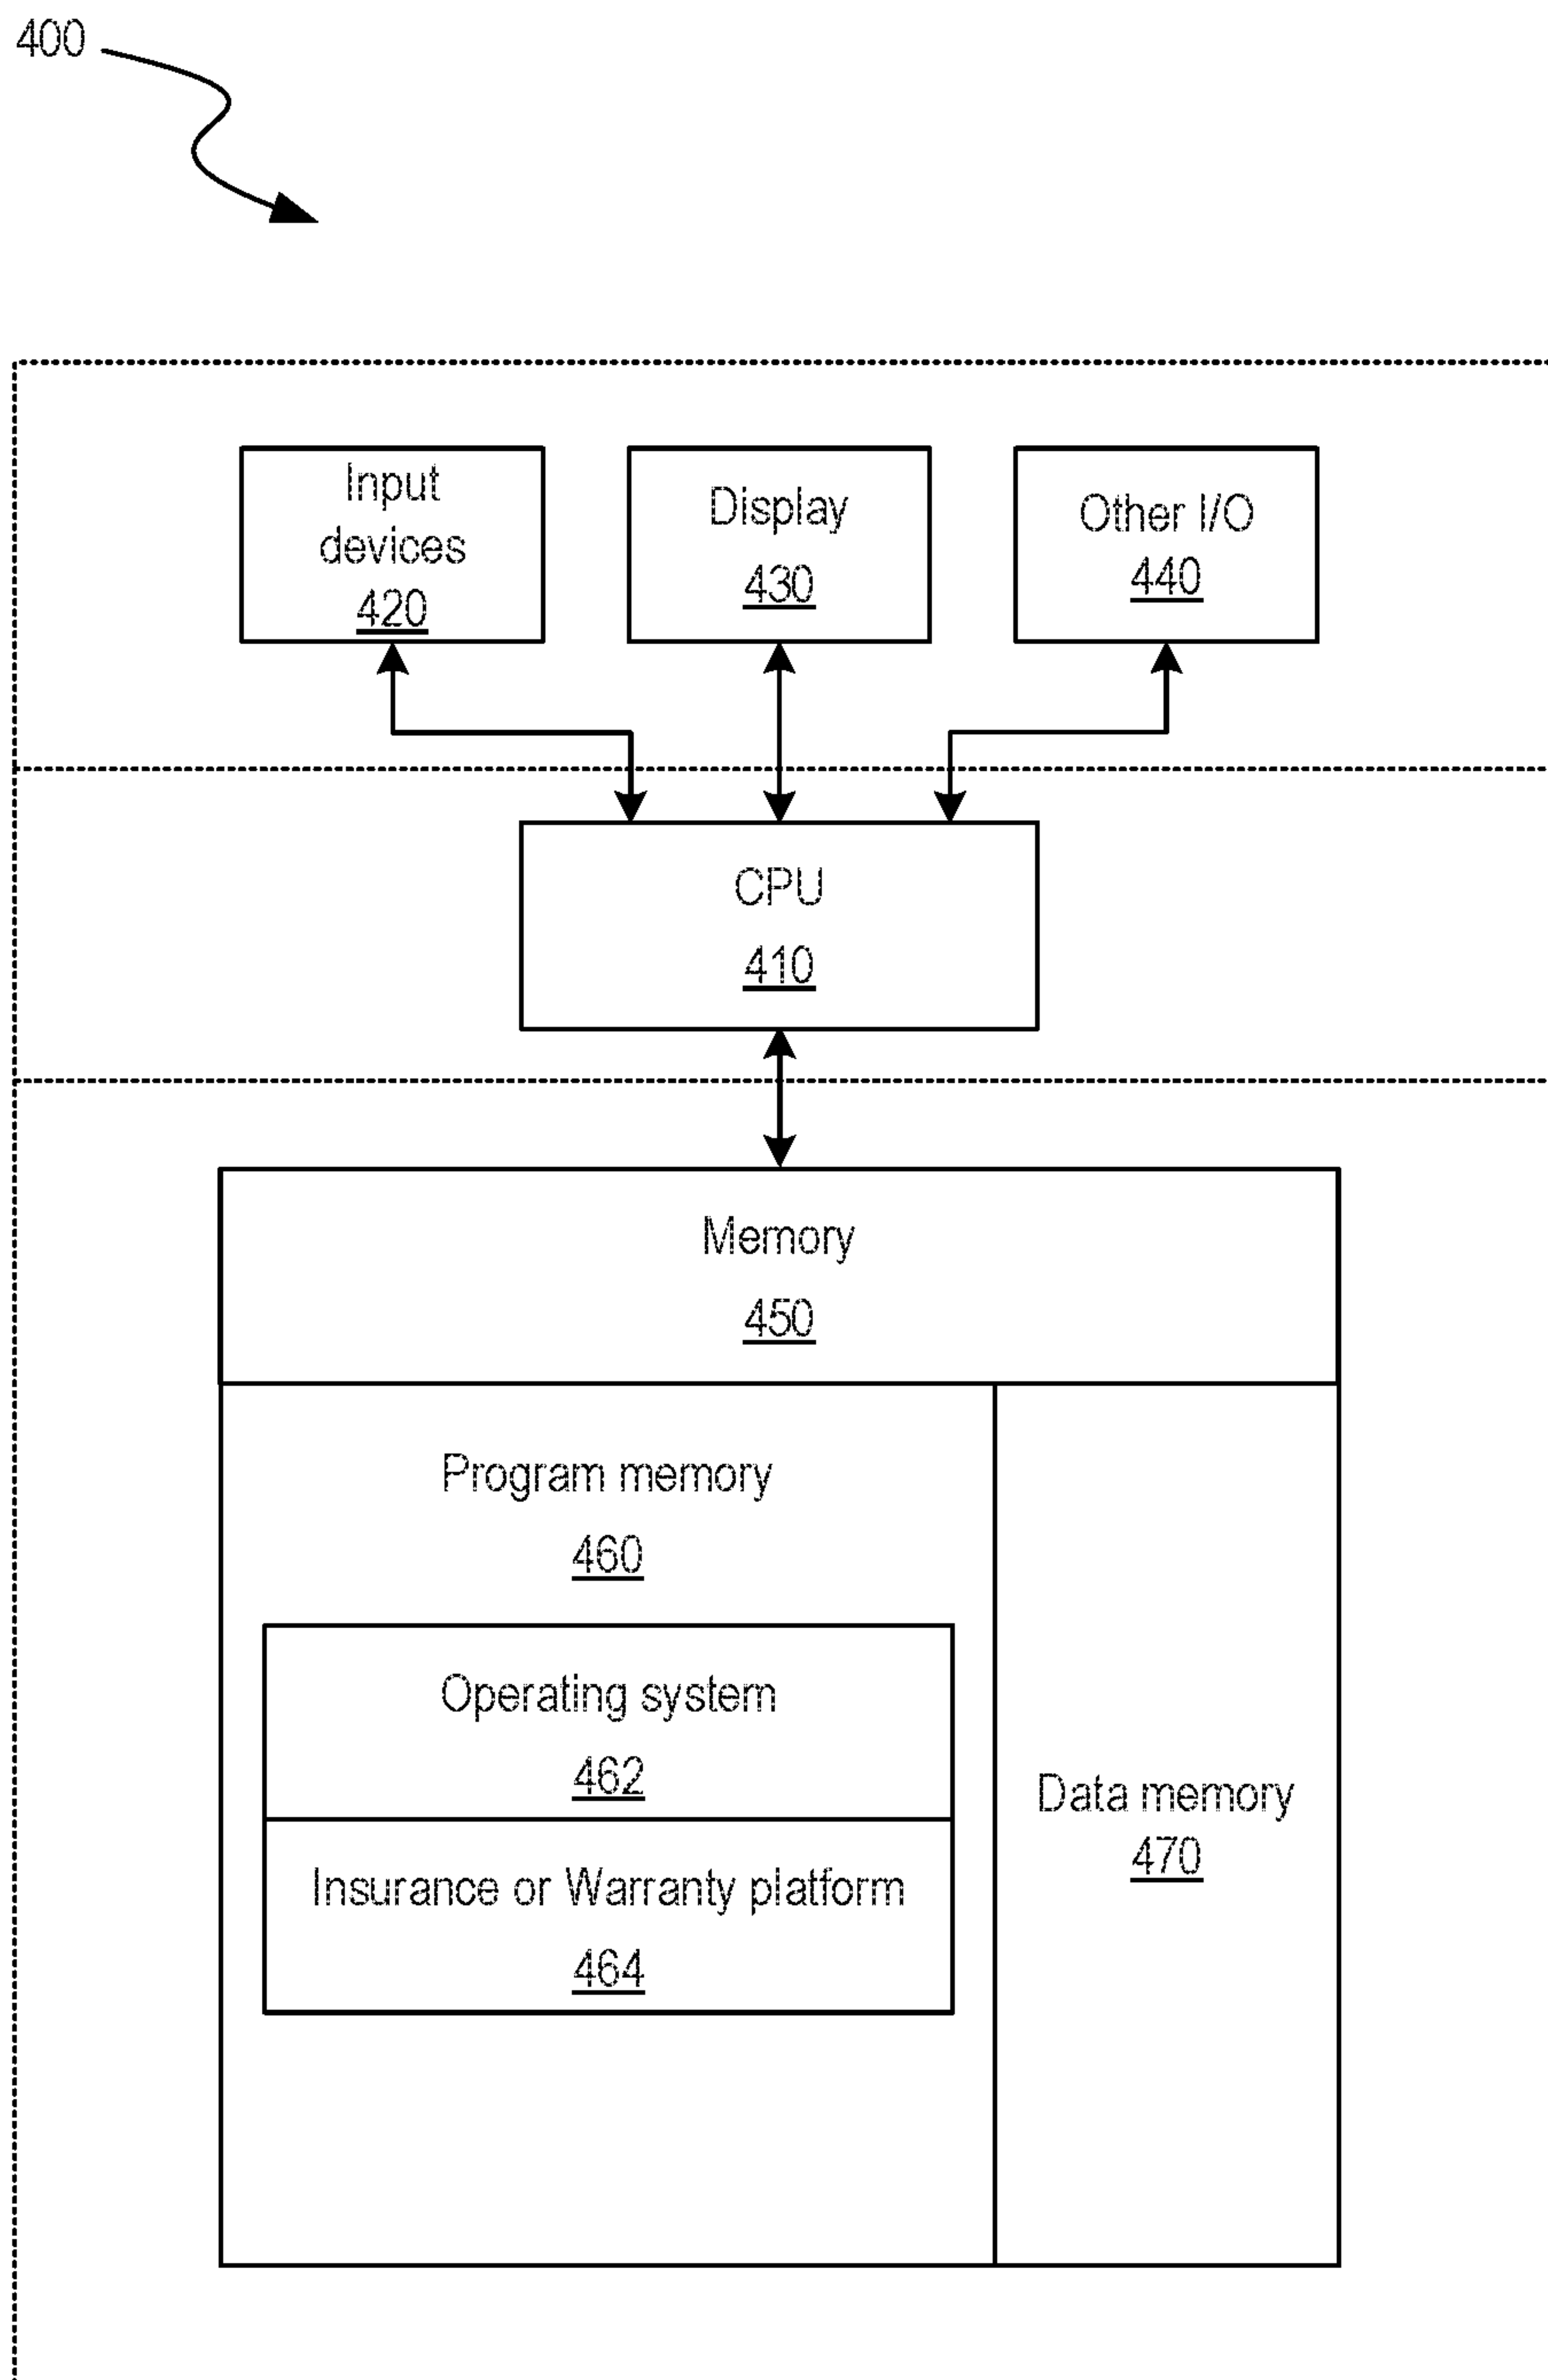 400
Input
devices
420
Display
430
Other I/O
440
CPU
410
Memory
450
Program memory
460
Operating system
462
Insurance or Warranty platform
464
Data memory
470